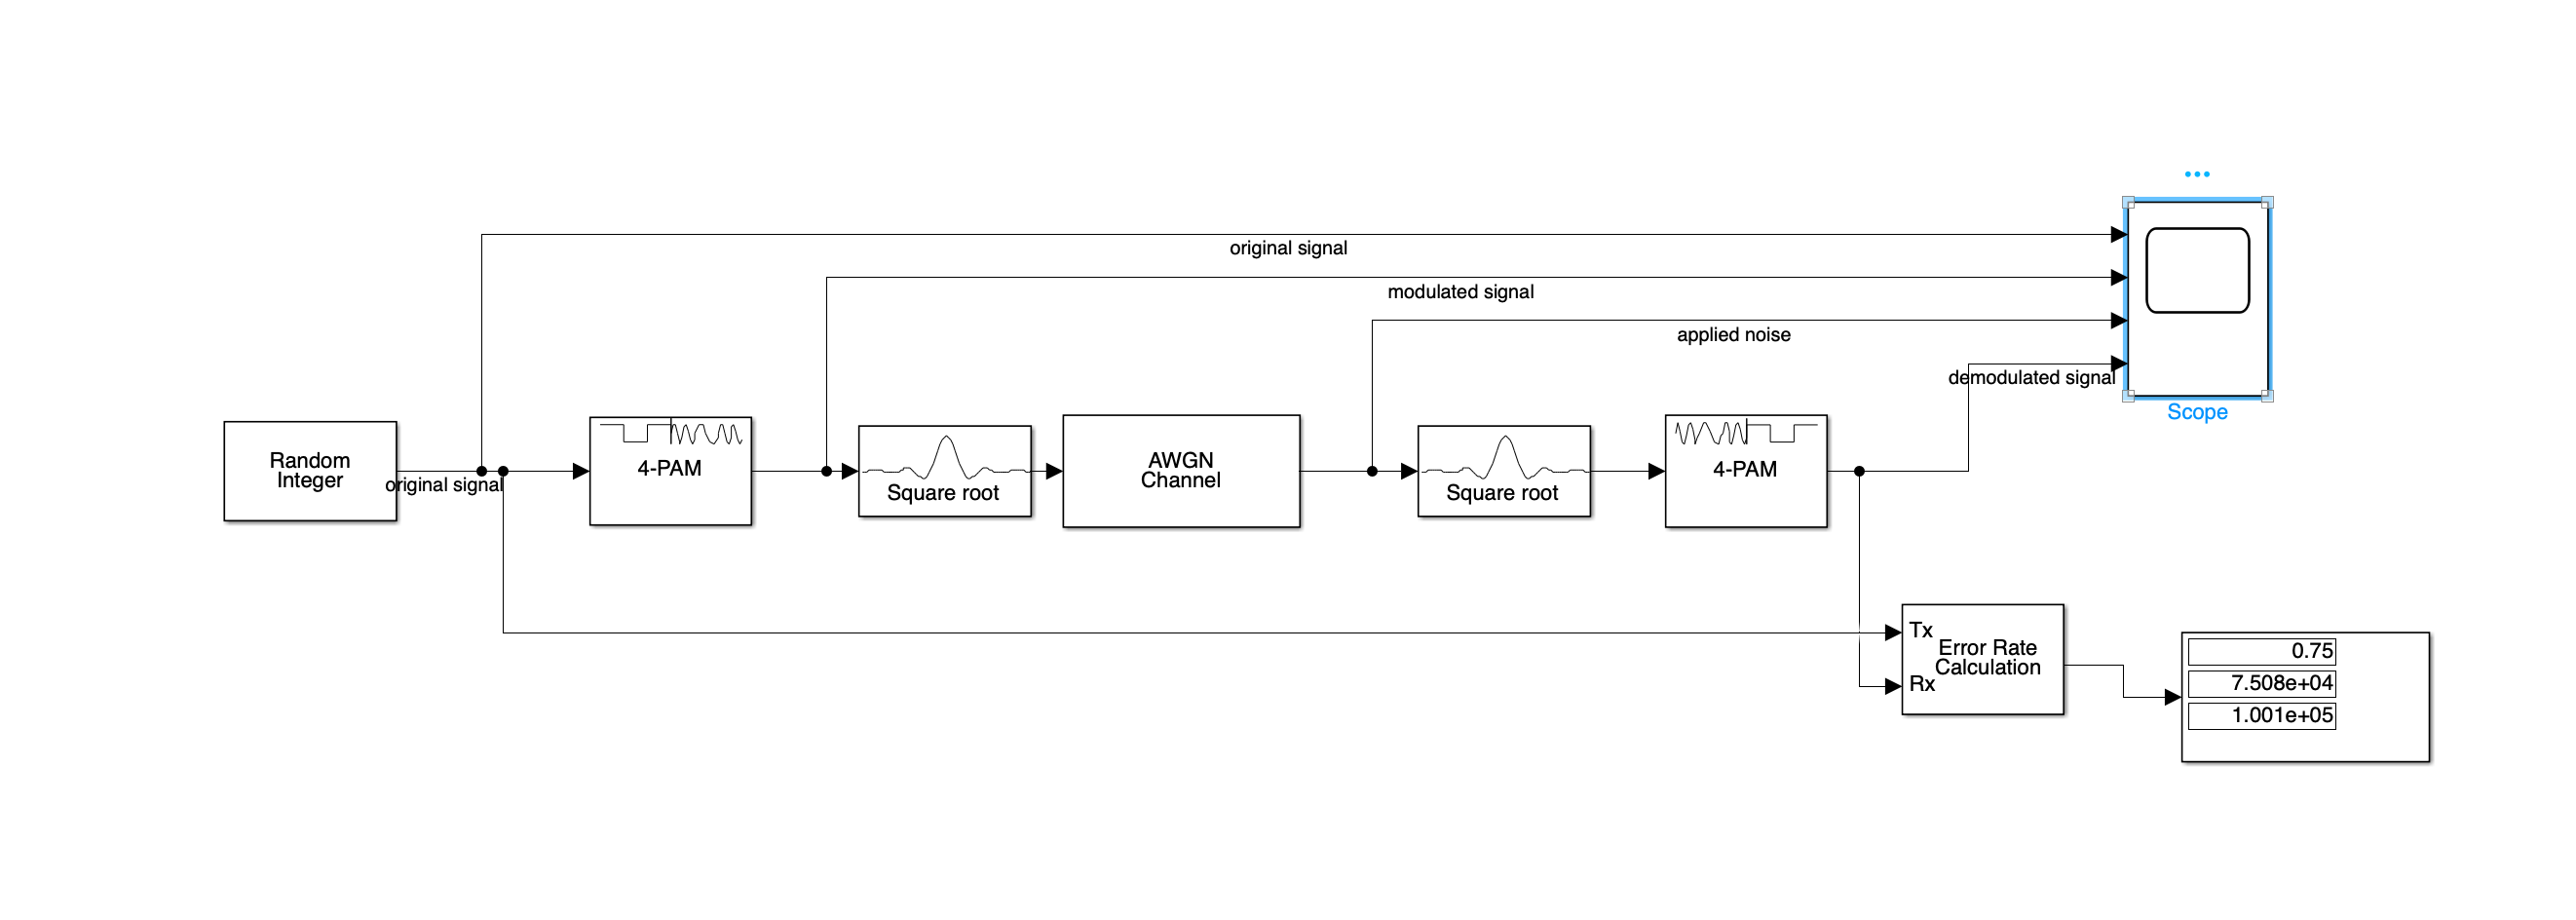 original signal
modulated signal
applied noise
demodulated signal
Scope
Random
Integer
original signal
4-PAM
Square root
AWGN
Channel
Square root
4-PAM
Tx
Error Rate
Calculation
Rx
0.75
7.508e+04
1.001e+05